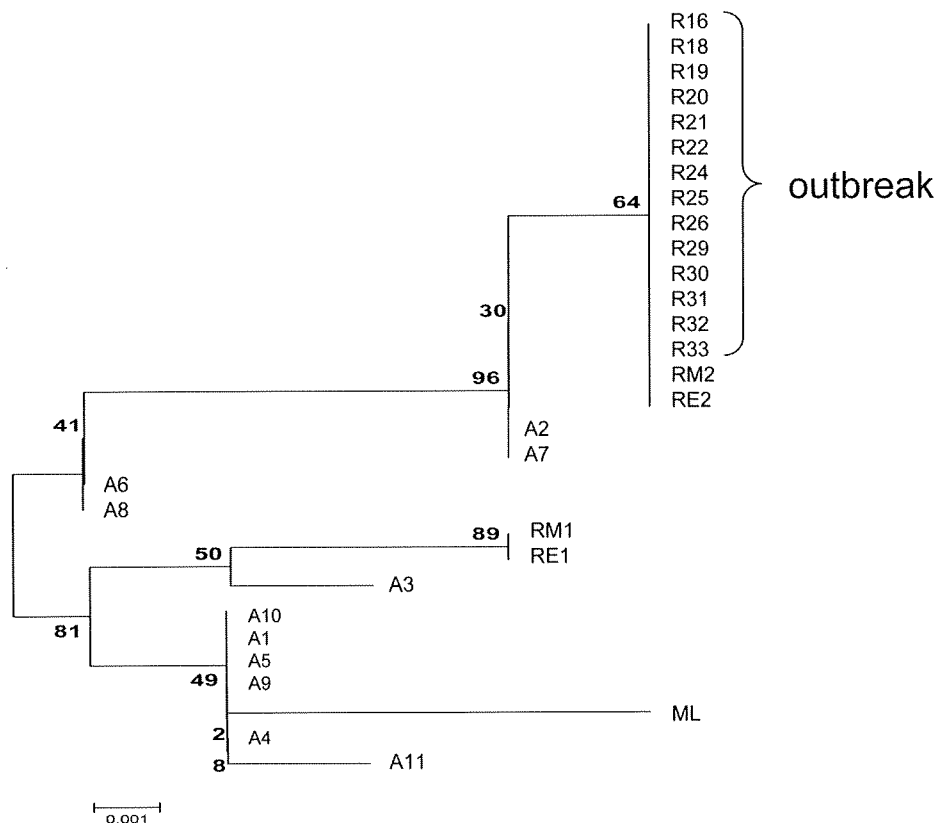 R16
R18
R19
R20
R21
R22
R24
R25
R26
R29
R30
R31
R32
R33
RM2
RE2
outbreak
64
30
96
A2
A7
41
A6
A8
89
RM1
RE1
50
A3
81
A10
A1
A5
A9
49
ML
2
A4
8
A11
0.001